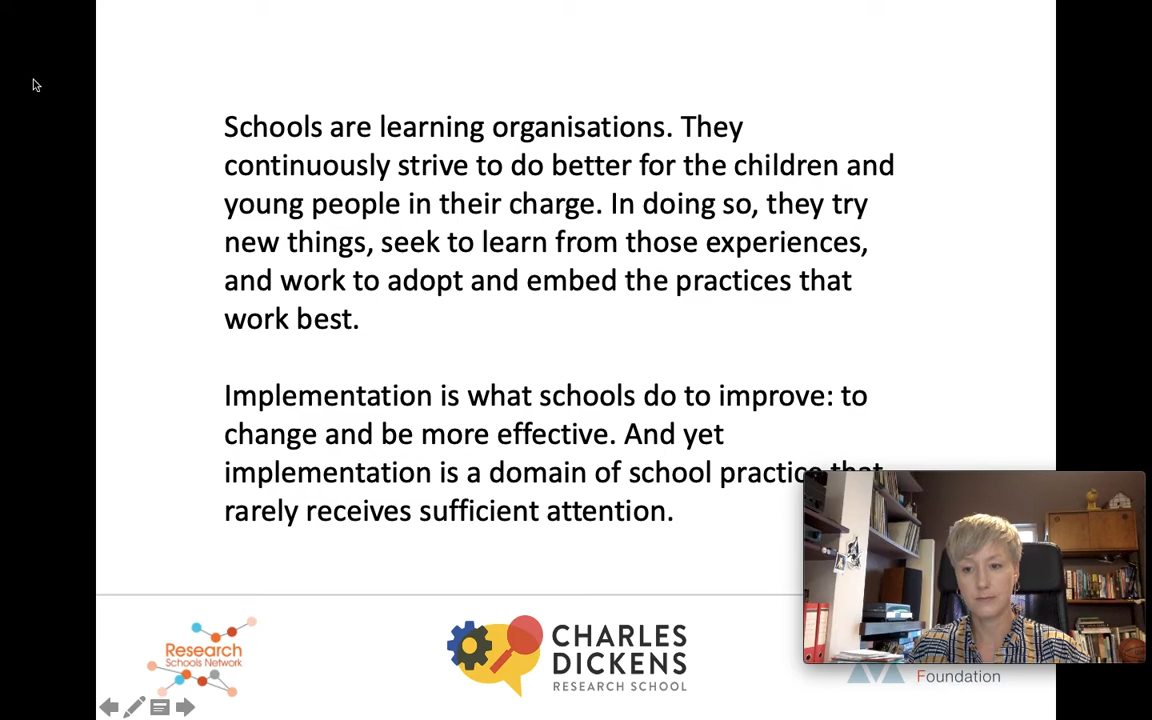 Schools are learning organisations. They
continuously strive to do better for the children and
young people in their charge. In doing so, they try
new things, seek to learn from those experiences,
and work to adopt and embed the practices that
work best.
Implementation is what schools do to improve: to
change and be more effective. And yet
implementation is a domain of school practice that
rarely receives sufficient attention.
Research
Schools Network
CHARLES
DICKENS
RESEARCH SCHOOL
Foundation